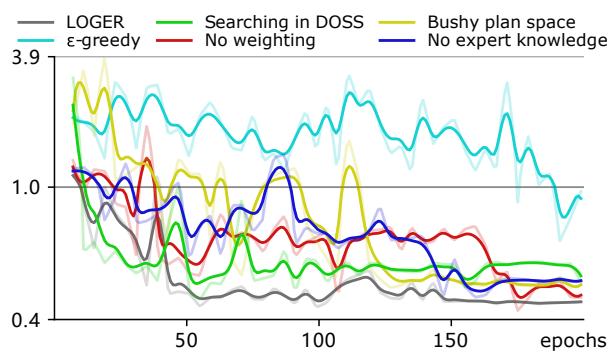 LOGER Searching in DOSS Bushy plan space
ε-greedy No weighting No expert knowledge
3.9
1.0
0.4
50 100 150 epochs